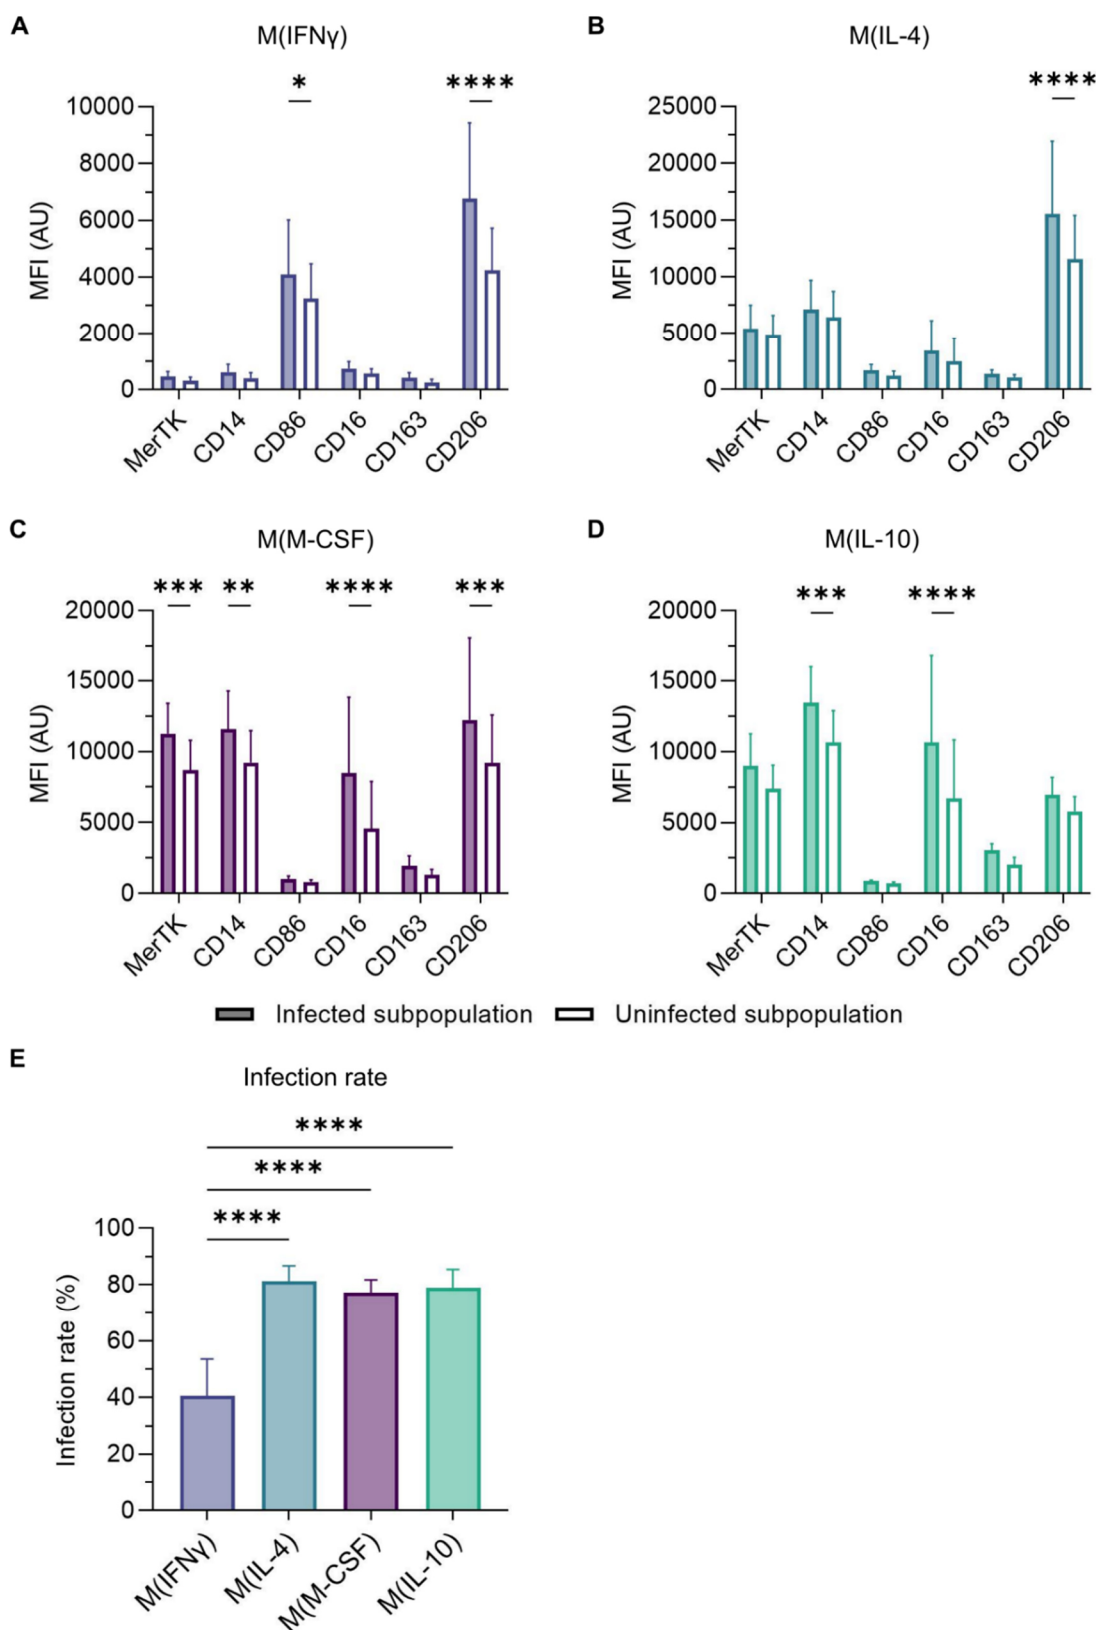 A
M(IFNγ)
* ****
MFI (AU)
10000
8000
6000
4000
2000
0
MerTK CD14 CD86 CD16 CD163 CD206
B
M(IL-4)
****
MFI (AU)
25000
20000
15000
10000
5000
0
MerTK CD14 CD86 CD16 CD163 CD206
C
M(M-CSF)
*** ** **** ***
MFI (AU)
20000
15000
10000
5000
0
MerTK CD14 CD86 CD16 CD163 CD206
D
M(IL-10)
*** ****
MFI (AU)
20000
15000
10000
5000
0
MerTK CD14 CD86 CD16 CD163 CD206
Infected subpopulation Uninfected subpopulation
E
Infection rate
****
****
****
Infection rate (%)
100
80
60
40
20
0
M(IFNγ) M(IL-4) M(M-CSF) M(IL-10)